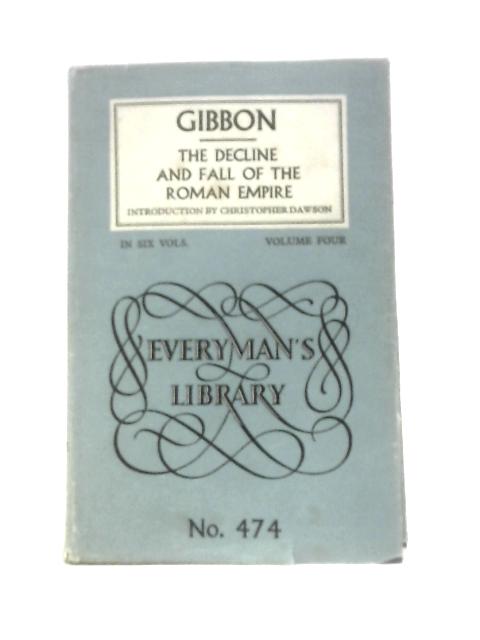 GIBBON
THE DECLINE
AND FALL OF THE
ROMAN EMPIRE
INTRODUCTION BY CHRISTOPHER DAWSON
IN SIX VOLS. VOLUME FOUR
EVERYMAN'S
LIBRARY
No. 474